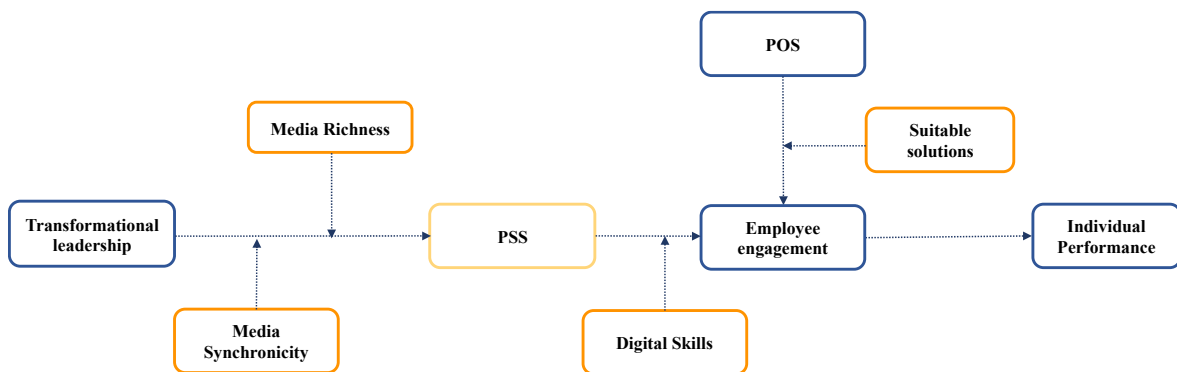 POS
Media Richness
Suitable
solutions
Transformational
leadership
PSS
Employee
engagement
Individual
Performance
Media
Synchronicity
Digital Skills